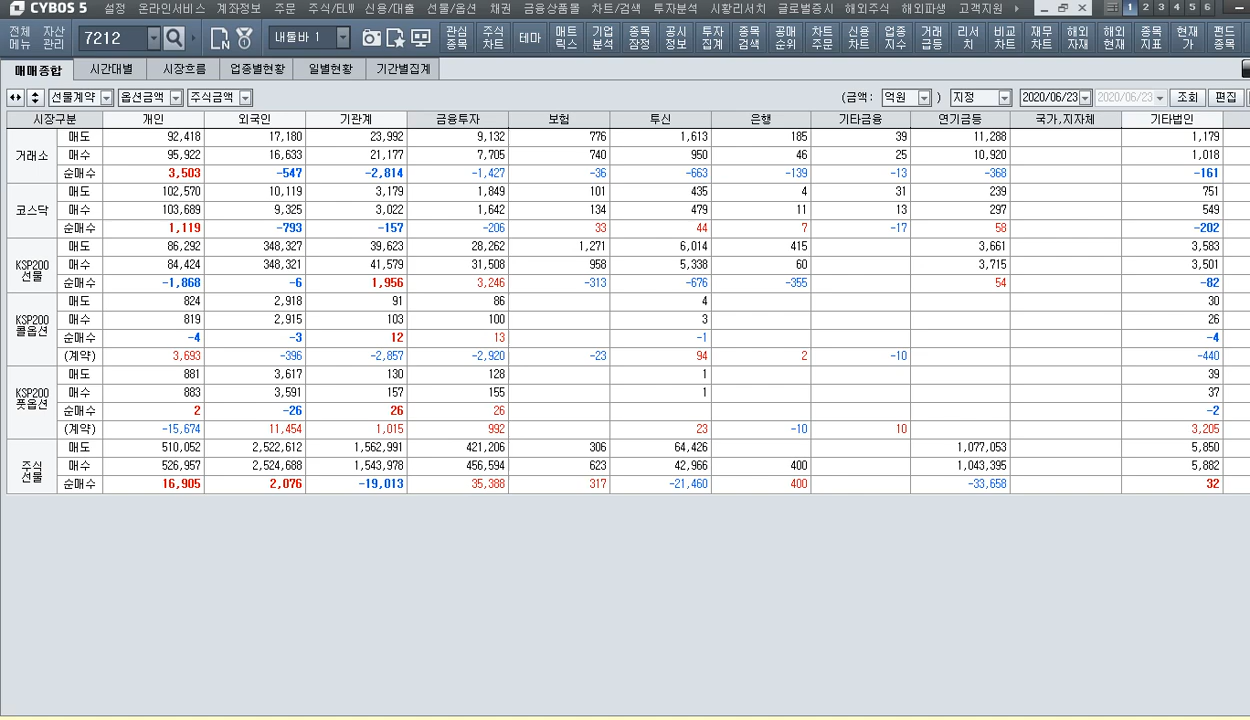 CYBOS 5 설정 온라인서비스 계좌정보 주문 주식/ELW 신용/대출 선물/옵션 채권 금융상품몰 차트/검색 투자분석 시황리서치 글로벌증시 해외주식 해외파생 고객지원 1 2 3 4 5 6
전체 메뉴 자산 관리 7212 내툴바 1 관심 종목 주식 차트 테마 매트 릭스 기업 분석 종목 잠정 공시 정보 투자 집계 종목 검색 공매 순위 차트 주문 신용 차트 업종 지수 거래 급등 리서 치 비교 차트 재무 차트 해외 자재 해외 현재 종목 지표 현재 가 펀드 종목
매매종합 시간대별 시장흐름 업종별현황 일별현황 기간별집계
선물계약 옵션금액 주식금액 (금액: 억원 ) 지정 2020/06/23 2020/06/23 조회 편집
시장구분 개인 외국인 기관계 금융투자 보험 투신 은행 기타금융 연기금등 국가,지자체 기타법인
거래소
매도 92,418 17,180 23,992 9,132 776 1,613 185 39 11,288 1,179
매수 95,922 16,633 21,177 7,705 740 950 46 25 10,920 1,018
순매수 3,503 -547 -2,814 -1,427 -36 -663 -139 -13 -368 -161
코스닥
매도 102,570 10,119 3,179 1,849 101 435 4 31 239 751
매수 103,689 9,325 3,022 1,642 134 479 11 13 297 549
순매수 1,119 -793 -157 -206 33 44 7 -17 58 -202
KSP200
선물
매도 86,292 348,327 39,623 28,262 1,271 6,014 415 3,661 3,583
매수 84,424 348,321 41,579 31,508 958 5,338 60 3,715 3,501
순매수 -1,868 -6 1,956 3,246 -313 -676 -355 54 -82
KSP200
콜옵션
매도 824 2,918 91 86 4 30
매수 819 2,915 103 100 3 26
순매수 -4 -3 12 13 -1 -4
(계약) 3,693 -396 -2,857 -2,920 -23 94 2 -10 -440
KSP200
풋옵션
매도 881 3,617 130 128 1 39
매수 883 3,591 157 155 1 37
순매수 2 -26 26 26 -2
(계약) -15,674 11,454 1,015 992 23 -10 10 3,205
주식
선물
매도 510,052 2,522,612 1,562,991 421,206 306 64,426 1,077,053 5,850
매수 526,957 2,524,688 1,543,978 456,594 623 42,966 400 1,043,395 5,882
순매수 16,905 2,076 -19,013 35,388 317 -21,460 400 -33,658 32